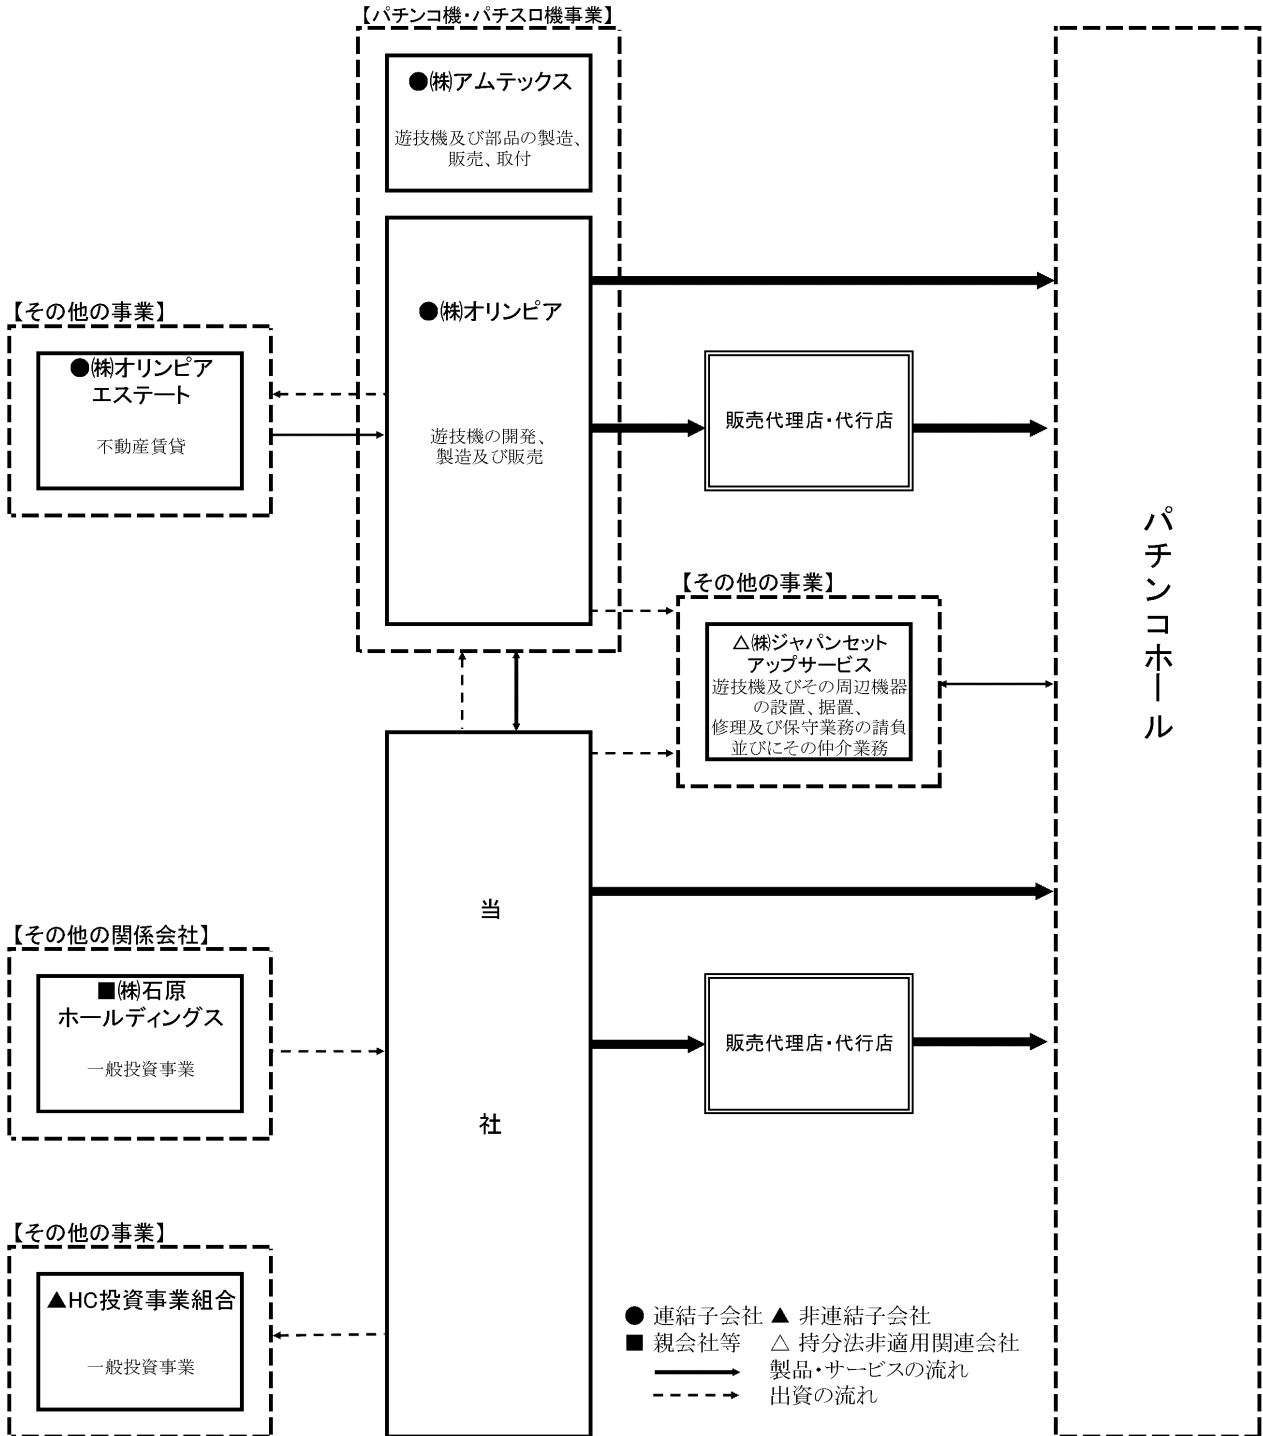 【パチンコ機・パチスロ機事業】
●㈱アムテックス
遊技機及び部品の製造、
販売、取付
●㈱オリンピア
遊技機の開発、
製造及び販売
【その他の事業】
●㈱オリンピア
エステート
不動産賃貸
販売代理店・代行店
【その他の事業】
△㈱ジャパンセット
アップサービス
遊技機及びその周辺機器
の設置、据置、
修理及び保守業務の請負
並びにその仲介業務
パチンコホール
当社
【その他の関係会社】
■㈱石原
ホールディングス
一般投資事業
販売代理店・代行店
【その他の事業】
▲HC投資事業組合
一般投資事業
● 連結子会社 ▲ 非連結子会社
■ 親会社等 △ 持分法非適用関連会社
製品・サービスの流れ
出資の流れ